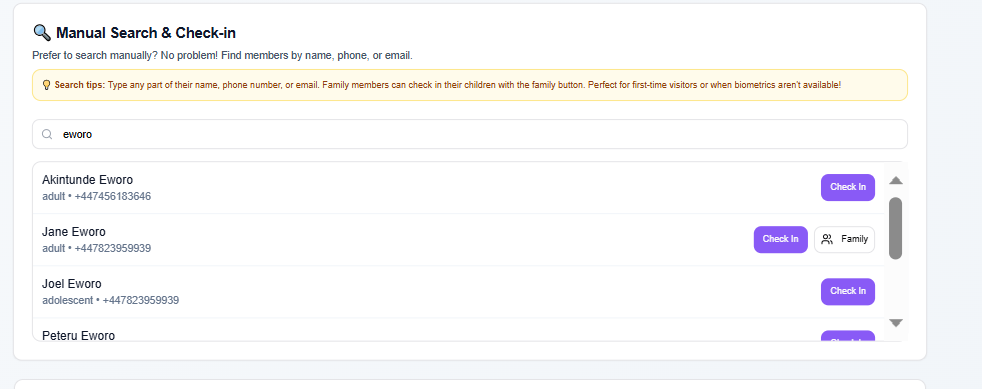 Manual Search & Check-in
Prefer to search manually? No problem! Find members by name, phone, or email.
Search tips: Type any part of their name, phone number, or email. Family members can check in their children with the family button. Perfect for first-time visitors or when biometrics aren't available!
eworo
Akintunde Eworo
Check In
adult • +447456183646
Jane Eworo
Check In Family
adult • +447823959939
Joel Eworo
Check In
adolescent • +447823959939
Peteru Eworo
Check In